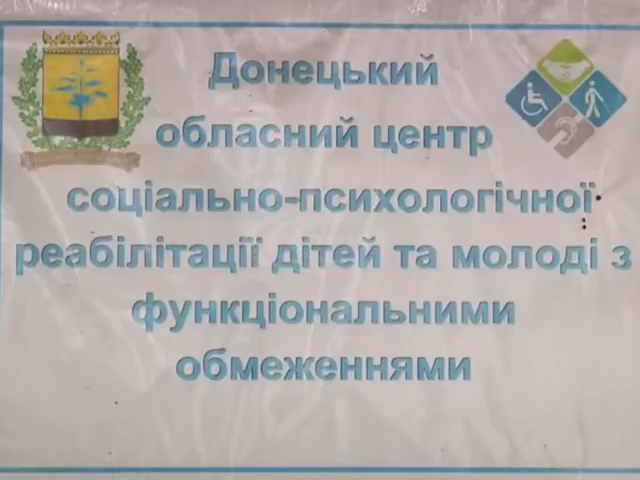 Донецький
обласний центр
соціально-психологічної
реабілітації дітей та молоді з
функціональними
обмеженнями